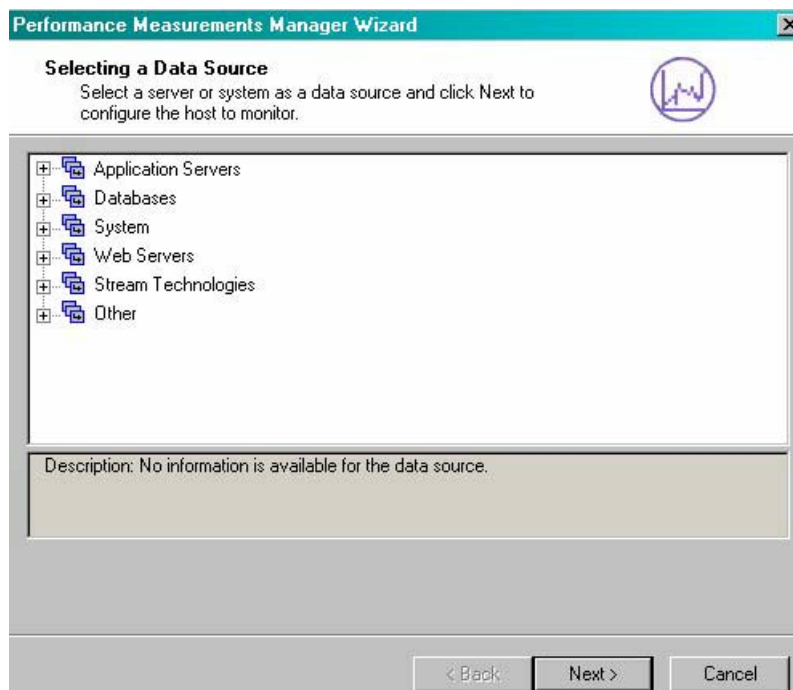 Performance Measurements Manager Wizard
Selecting a Data Source
Select a server or system as a data source and click Next to
configure the host to monitor.
Application Servers
Databases
System
Web Servers
Stream Technologies
Other
Description: No information is available for the data source.
< Back
Next >
Cancel